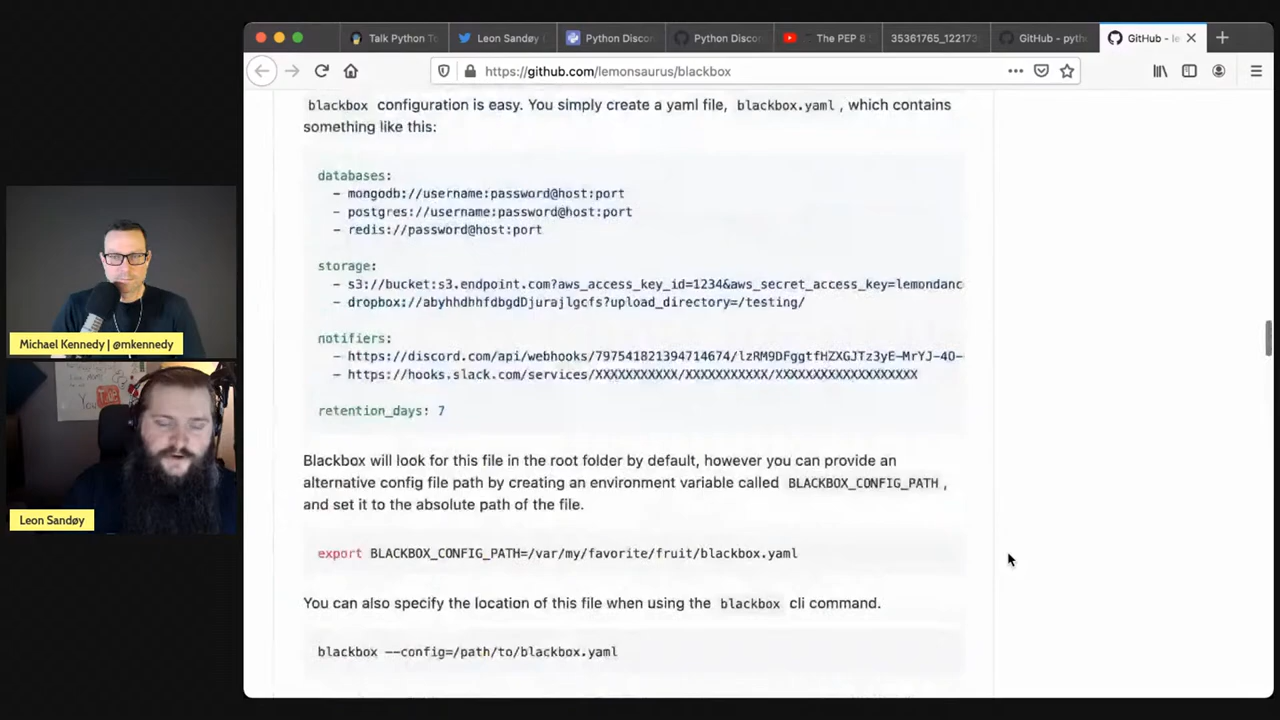 Talk Python To
Leon Sandøy
Python Discor
Python Discor
The PEP 8
35361765_122173
GitHub - pyth
GitHub - le
https://github.com/lemonsaurus/blackbox
blackbox configuration is easy. You simply create a yaml file, blackbox.yaml , which contains
something like this:
databases:
- mongodb://username:password@host:port
- postgres://username:password@host:port
- redis://password@host:port
storage:
- s3://bucket:s3.endpoint.com?aws_access_key_id=1234&aws_secret_access_key=lemondanc
- dropbox://abyhhdhhfdbgdDjurajlgcfs?upload_directory=/testing/
notifiers:
- https://discord.com/api/webhooks/797541821394714674/lzRM9DFggtfHZXGJTz3yE-MrYJ-4O-
- https://hooks.slack.com/services/XXXXXXXXXXX/XXXXXXXXXXX/XXXXXXXXXXXXXXXXXX
retention_days: 7
Blackbox will look for this file in the root folder by default, however you can provide an
alternative config file path by creating an environment variable called BLACKBOX_CONFIG_PATH ,
and set it to the absolute path of the file.
export BLACKBOX_CONFIG_PATH=/var/my/favorite/fruit/blackbox.yaml
You can also specify the location of this file when using the blackbox cli command.
blackbox --config=/path/to/blackbox.yaml
Michael Kennedy | @mkennedy
You
Leon Sandøy